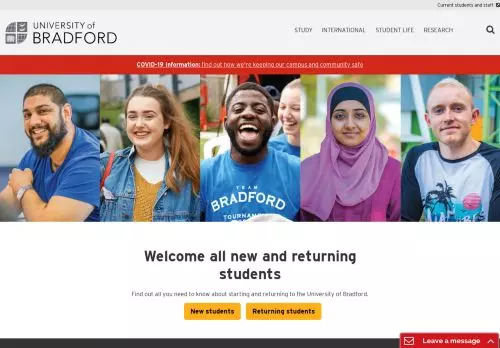 Current students and staff
UNIVERSITY of
BRADFORD
STUDY INTERNATIONAL STUDENT LIFE RESEARCH
COVID-19 information: find out how we're keeping our campus and community safe
TEAM
BRADFORD
TOURNAMENT
Welcome all new and returning
students
Find out all you need to know about starting and returning to the University of Bradford.
New students Returning students
Leave a message